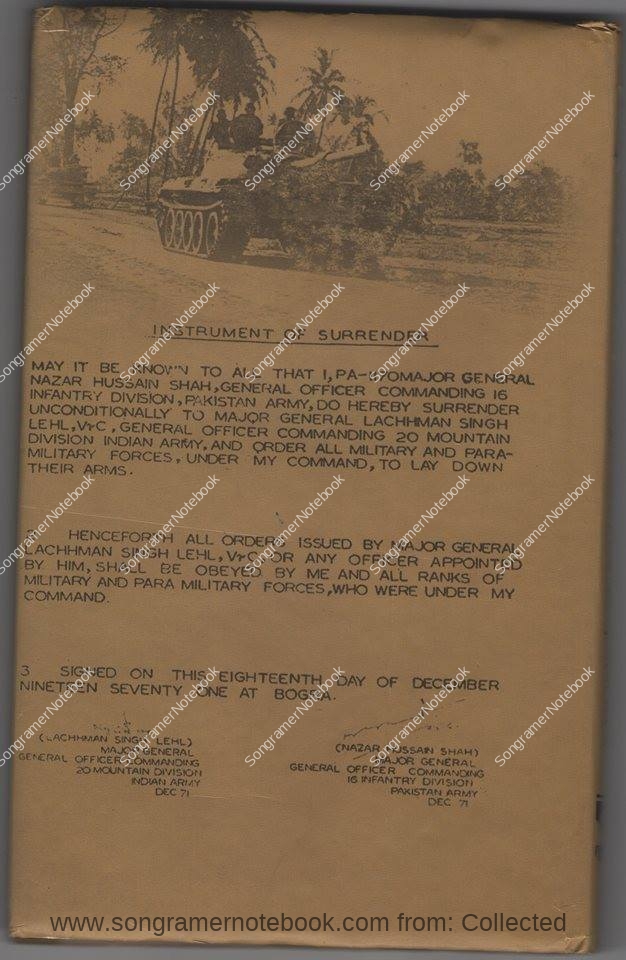 INSTRUMENT OF SURRENDER
MAY IT BE KNOWN TO ALL THAT I, PA- MAJOR GENERAL
NAZAR HUSSAIN SHAH, GENERAL OFFICER COMMANDING 16
INFANTRY DIVISION, PAKISTAN ARMY, DO HEREBY SURRENDER
UNCONDITIONALLY TO MAJOR GENERAL LACHHMAN SINGH
LEHL, VrC, GENERAL OFFICER COMMANDING 20 MOUNTAIN
DIVISION INDIAN ARMY, AND ORDER ALL MILITARY AND PARA-
MILITARY FORCES, UNDER MY COMMAND, TO LAY DOWN
THEIR ARMS.
2 HENCEFORTH ALL ORDERS ISSUED BY MAJOR GENERAL
LACHHMAN SINGH LEHL, VrC OR ANY OFFICER APPOINTED
BY HIM, SHALL BE OBEYED BY ME AND ALL RANKS OF
MILITARY AND PARA MILITARY FORCES, WHO WERE UNDER MY
COMMAND.
3 SIGNED ON THIS EIGHTEENTH DAY OF DECEMBER
NINETEEN SEVENTY ONE AT BOGRA.
(LACHHMAN SINGH LEHL)
MAJOR GENERAL
GENERAL OFFICER COMMANDING
20 MOUNTAIN DIVISION
INDIAN ARMY
DEC 71
(NAZAR HUSSAIN SHAH)
MAJOR GENERAL
GENERAL OFFICER COMMANDING
16 INFANTRY DIVISION
PAKISTAN ARMY
DEC 71
SongramerNotebook
www.songramernotebook.com from: Collected